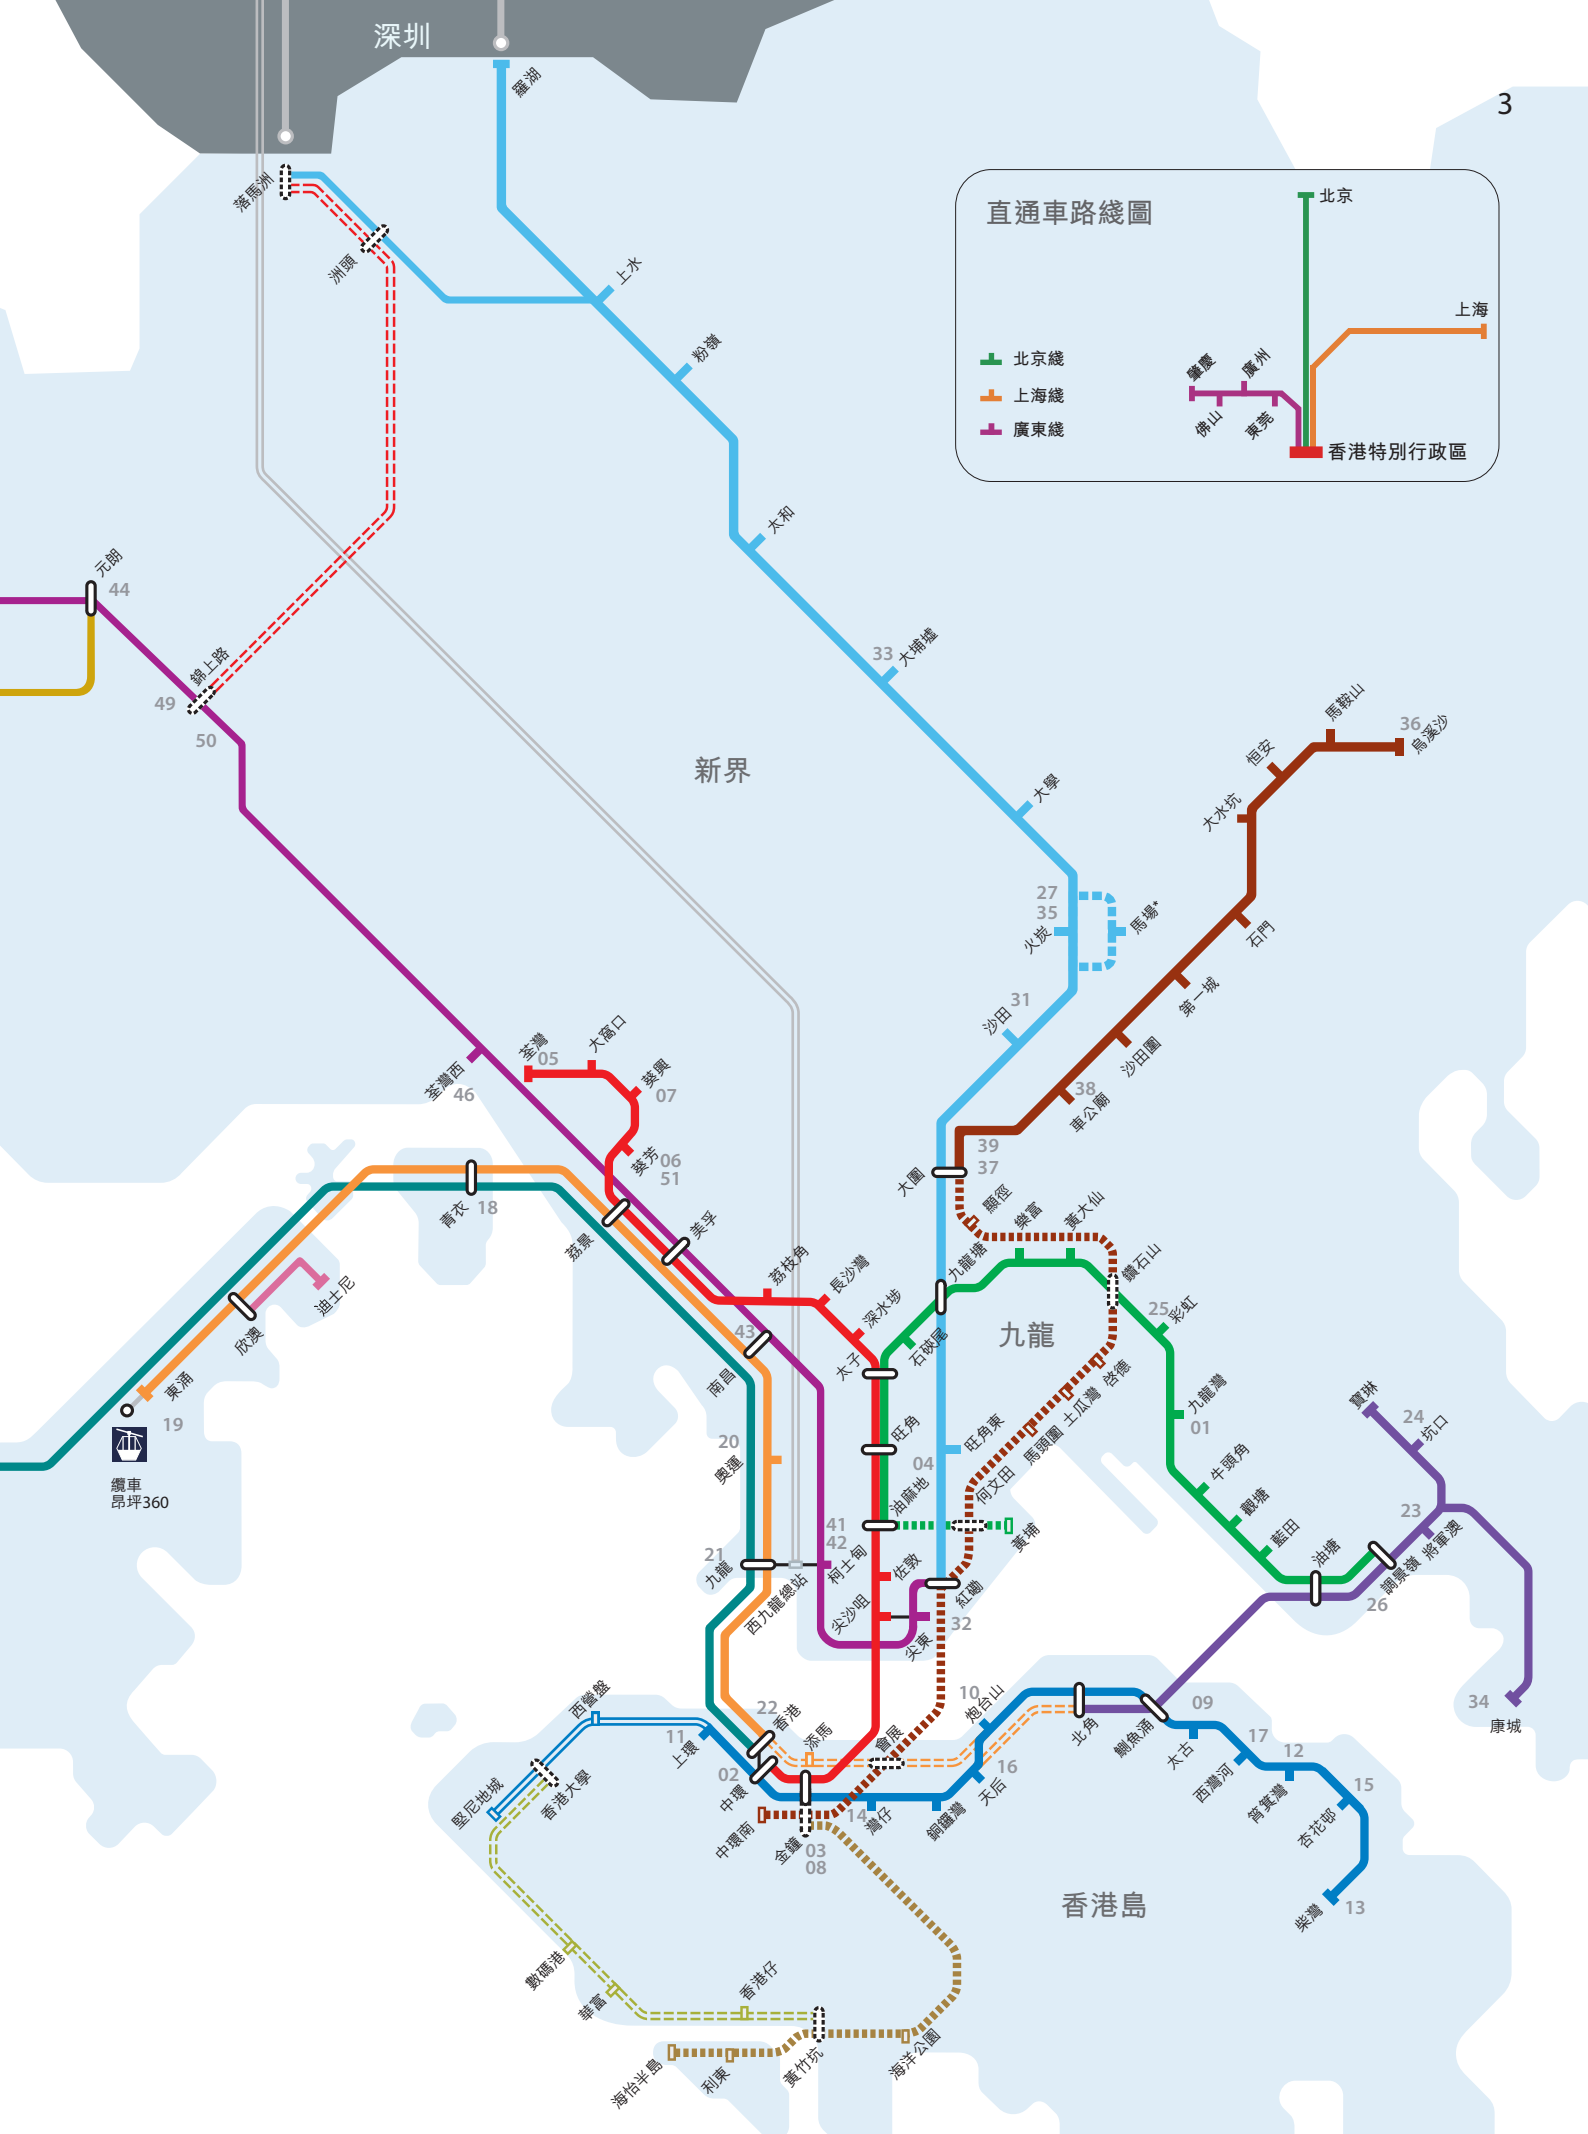 深圳
羅湖
3
落馬洲
洲頭
上水
粉嶺
直通車路綫圖
北京
上海
北京綫
上海綫
廣東綫
肇慶
廣州
佛山
東莞
香港特別行政區
太和
元朗
44
錦上路
49
50
33
大埔墟
新界
馬鞍山
36
烏溪沙
恒安
大水坑
大學
27
35
火炭
馬場*
石門
第一城
沙田
31
沙田圍
38
車公廟
荃灣西
46
荃灣
05
大窩口
葵興
07
葵芳
06
51
39
37
大圍
顯徑
青衣
18
荔景
美孚
荔枝角
長沙灣
深水埗
九龍塘
樂富
黃大仙
鑽石山
25
彩虹
迪士尼
欣澳
東涌
19
纜車
昂坪360
43
南昌
太子
石硤尾
九龍
啓德
土瓜灣
馬頭圍
九龍灣
01
寶琳
24
坑口
20
奧運
旺角
04
旺角東
何文田
牛頭角
觀塘
藍田
23
將軍澳
41
42
油麻地
黃埔
21
九龍
西九龍總站
柯士甸
佐敦
紅磡
32
油塘
調景嶺
26
尖沙咀
尖東
西營盤
22
香港
添馬
會展
10
炮台山
北角
鰂魚涌
09
34
康城
11
上環
02
中環
太古
17
西灣河
12
筲箕灣
15
杏花邨
堅尼地城
香港大學
中環南
金鐘
03
08
14
灣仔
銅鑼灣
16
天后
香港島
柴灣
13
數碼港
華富
香港仔
海怡半島
利東
黃竹坑
海洋公園